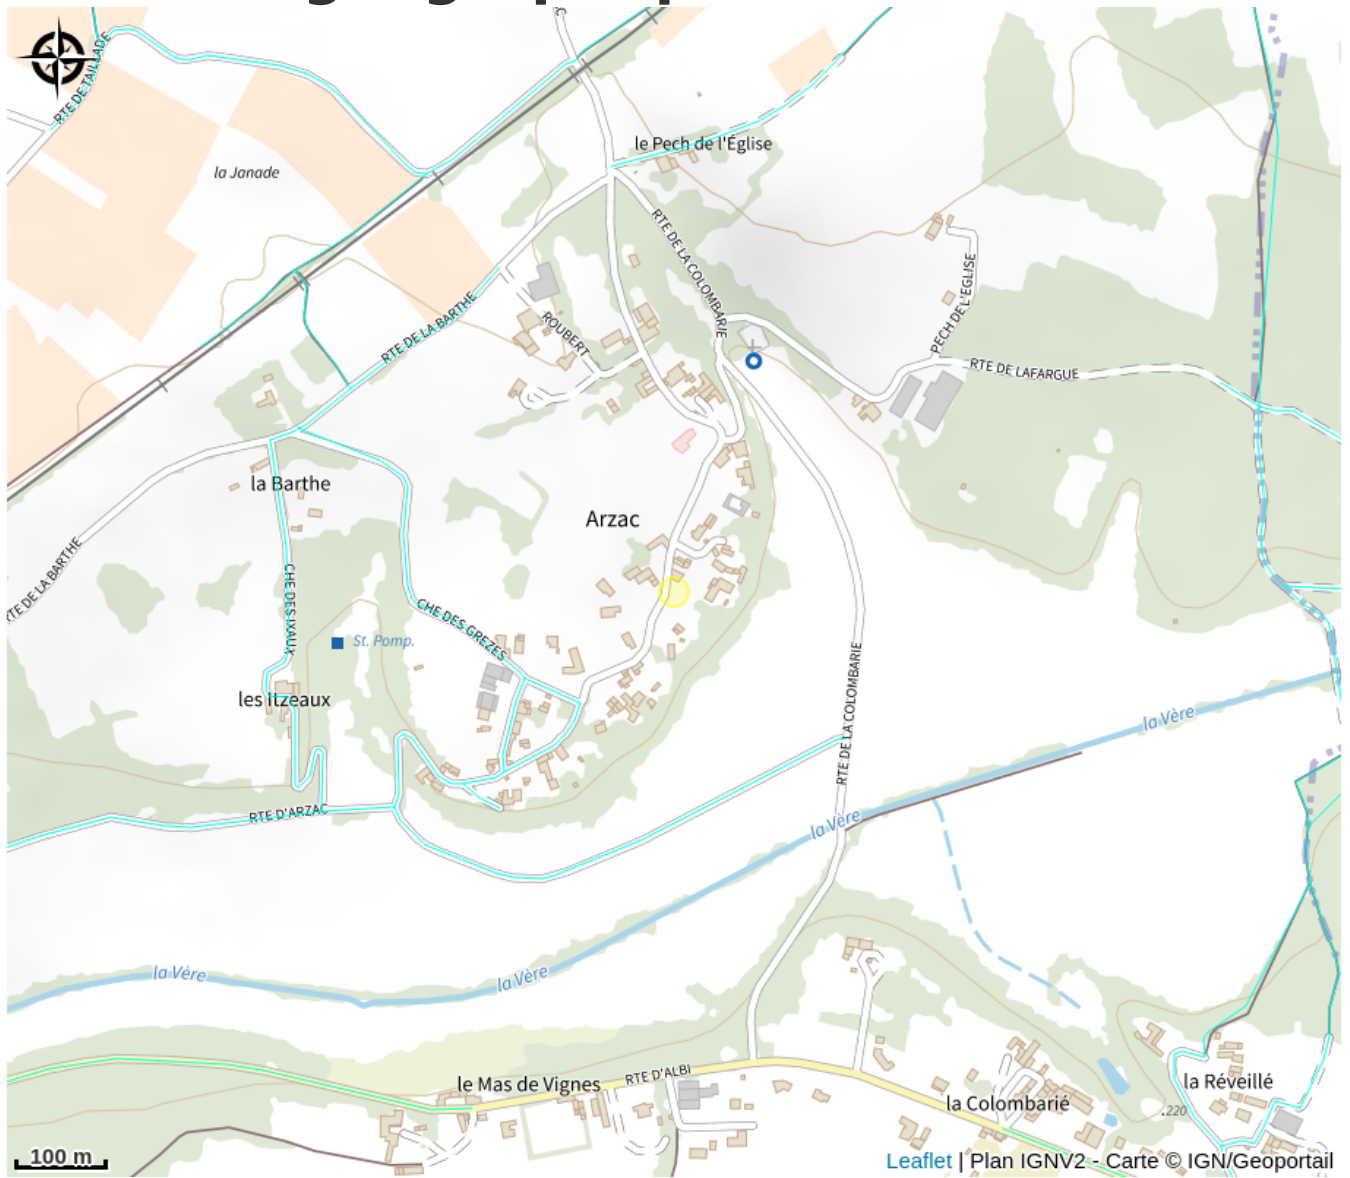 RTE DE TAILLADE
la Janade
le Pech de l'Église
RTE DE LA COLOMBARIE
PECH DE L'EGLISE
ROUBERT
RTE DE LA BARTHE
RTE DE LAFARGUE
la Barthe
Arzac
RTE DE LA BARTHE
CHE DES IXAUX
CHE DES GREZES
St. Pomp.
les Itzeaux
RTE DE LA COLOMBARIE
la Vère
RTE D'ARZAC
la Vère
la Vère
la Vère
le Mas de Vignes
RTE D'ALBI
la Colombarié
la Réveillé
.220
100 m
Leaflet | Plan IGNV2 - Carte © IGN/Geoportail